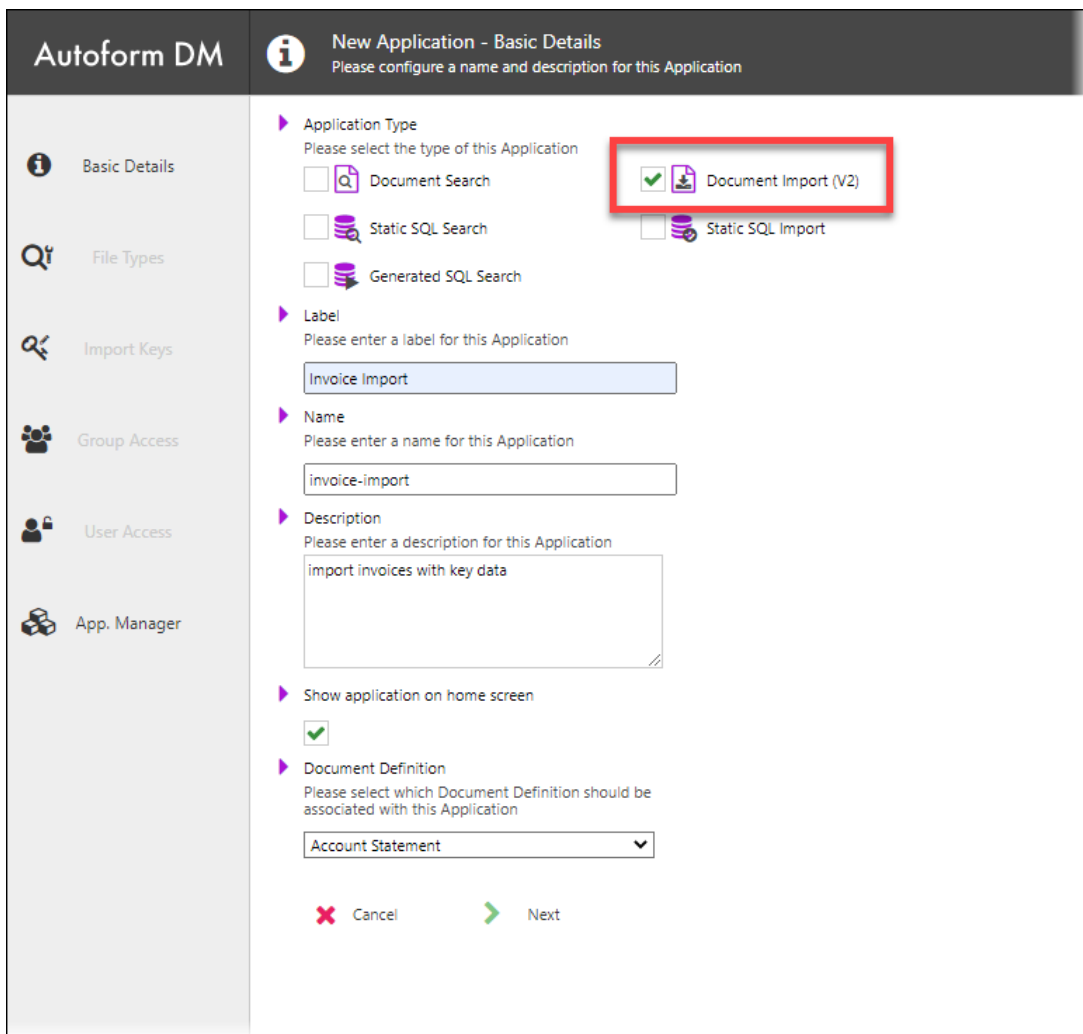 Autoform DM
New Application - Basic Details
Please configure a name and description for this Application
Basic Details
File Types
Import Keys
Group Access
User Access
App. Manager
Application Type
Please select the type of this Application
Document Search
Document Import (V2)
Static SQL Search
Static SQL Import
Generated SQL Search
Label
Please enter a label for this Application
Invoice Import
Name
Please enter a name for this Application
invoice-import
Description
Please enter a description for this Application
import invoices with key data
Show application on home screen
Document Definition
Please select which Document Definition should be
associated with this Application
Account Statement
Cancel
Next